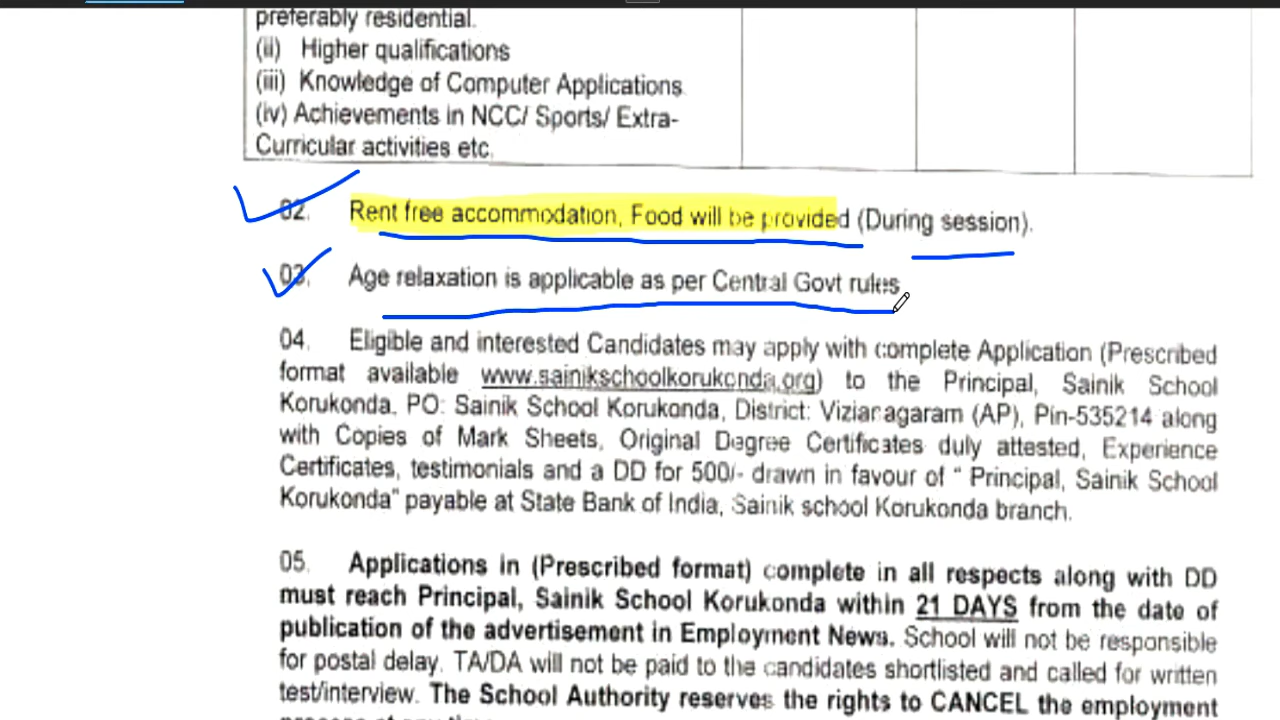 preferably residential.
(ii) Higher qualifications
(iii) Knowledge of Computer Applications
(iv) Achievements in NCC/ Sports/ Extra-
Curricular activities etc.
02. Rent free accommodation, Food will be provided (During session).
03. Age relaxation is applicable as per Central Govt rules
04. Eligible and interested Candidates may apply with complete Application (Prescribed
format available www.sainikschoolkorukonda.org) to the Principal, Sainik School
Korukonda, PO: Sainik School Korukonda, District: Vizianagaram (AP), Pin-535214 along
with Copies of Mark Sheets, Original Degree Certificates duly attested, Experience
Certificates, testimonials and a DD for 500/- drawn in favour of “ Principal, Sainik School
Korukonda” payable at State Bank of India, Sainik school Korukonda branch.
05. Applications in (Prescribed format) complete in all respects along with DD
must reach Principal, Sainik School Korukonda within 21 DAYS from the date of
publication of the advertisement in Employment News. School will not be responsible
for postal delay. TA/DA will not be paid to the candidates shortlisted and called for written
test/interview. The School Authority reserves the rights to CANCEL the employment